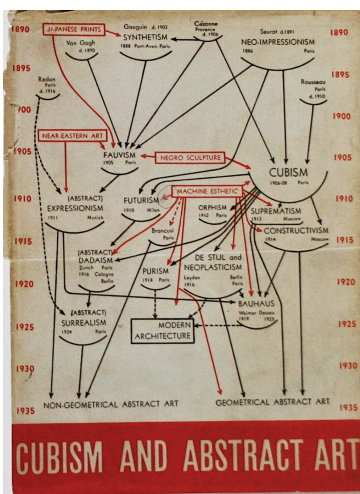 1890
JAPANESE PRINTS
Gauguin d. 1903
SYNTHETISM
1888 Pont-Aven, Paris
Van Gogh
d. 1890
Cézanne
Provence
d. 1906
Seurat d. 1891
NEO-IMPRESSIONISM
1886 Paris
1890
1895
Redon
Paris
d. 1916
Rousseau
Paris
d. 1910
1895
1900
1900
NEAR-EASTERN ART
1905
FAUVISM
1905 Paris
NEGRO SCULPTURE
CUBISM
1906-08 Paris
1905
1910
(ABSTRACT)
EXPRESSIONISM
1911 Munich
FUTURISM
1910 Milan
MACHINE ESTHETIC
ORPHISM
1912 Paris
SUPREMATISM
1913 Moscow
CONSTRUCTIVISM
1914 Moscow
1910
1915
Brancusi
Paris
1915
(ABSTRACT)
DADAISM
Zurich Paris
1916 Cologne
Berlin
PURISM
1918 Paris
DE STIJL and
NEOPLASTICISM
Leyden Berlin
1916 Paris
1920
BAUHAUS
Weimar Dessau
1919 1925
1920
1925
(ABSTRACT)
SURREALISM
1924 Paris
MODERN
ARCHITECTURE
1925
1930
1930
1935
NON-GEOMETRICAL ABSTRACT ART
GEOMETRICAL ABSTRACT ART
1935
CUBISM AND ABSTRACT ART